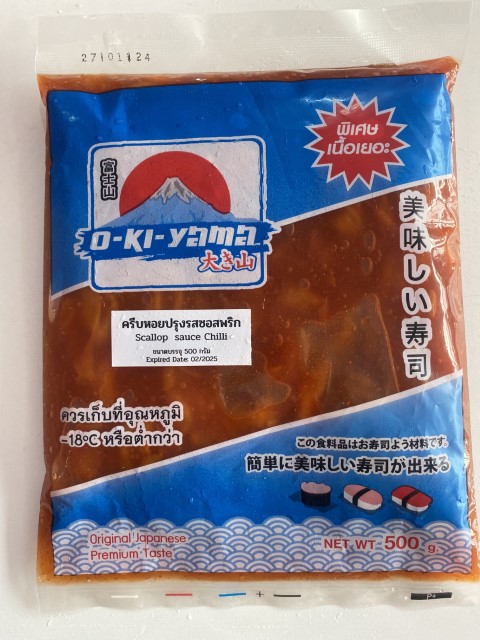 27/01/24
พิเศษ
เนื้อเยอะ
富士山
O-KI-YAMA
大き山
美味しい寿司
ครีบหอยปรุงรสซอสพริก
Scallop sauce Chilli
ขนาดบรรจุ 500 กรัม
Expired Date: 02/2025
ควรเก็บที่อุณหภูมิ
-18°C หรือต่ำกว่า
この食料品はお寿司よう材料です。
簡単に美味しい寿司が出来る
Original Japanese
Premium Taste
NET WT. 500 g.